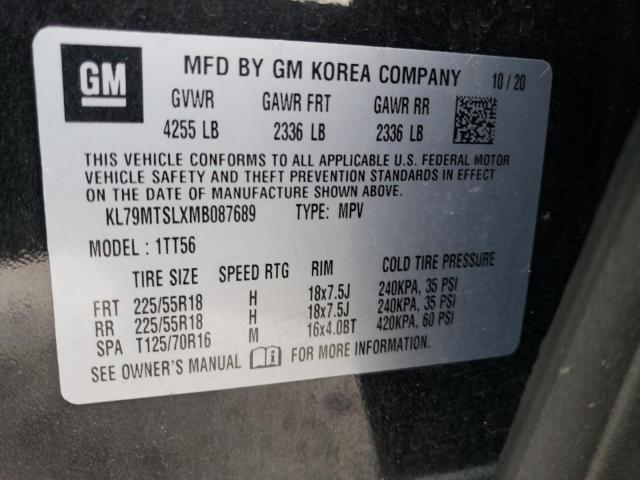 GM MFD BY GM KOREA COMPANY 10 / 20
GVWR GAWR FRT GAWR RR
4255 LB 2336 LB 2336 LB
THIS VEHICLE CONFORMS TO ALL APPLICABLE U.S. FEDERAL MOTOR
VEHICLE SAFETY AND THEFT PREVENTION STANDARDS IN EFFECT
ON THE DATE OF MANUFACTURE SHOWN ABOVE.
KL79MTSLXMB087689 TYPE: MPV
MODEL : 1TT56
TIRE SIZE SPEED RTG RIM COLD TIRE PRESSURE
FRT 225/55R18 H 18x7.5J 240KPA, 35 PSI
RR 225/55R18 H 18x7.5J 240KPA, 35 PSI
SPA T125/70R16 M 16x4.0BT 420KPA, 60 PSI
SEE OWNER'S MANUAL FOR MORE INFORMATION.